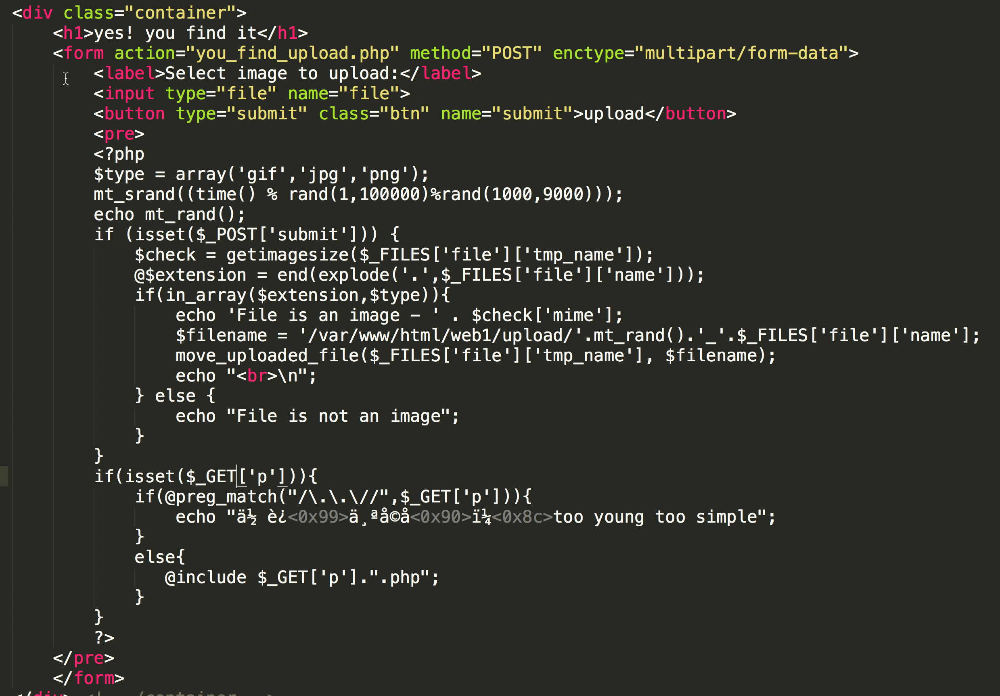 <div class="container">
<h1>yes! you find it</h1>
<form action="you_find_upload.php" method="POST" enctype="multipart/form-data">
<label>Select image to upload:</label>
<input type="file" name="file">
<button type="submit" class="btn" name="submit">upload</button>
<pre>
<?php
$type = array('gif','jpg','png');
mt_srand((time() % rand(1,100000)%rand(1000,9000)));
echo mt_rand();
if (isset($_POST['submit'])) {
$check = getimagesize($_FILES['file']['tmp_name']);
@$extension = end(explode('.',$_FILES['file']['name']));
if(in_array($extension,$type)){
echo 'File is an image - ' . $check['mime'];
$filename = '/var/www/html/web1/upload/'.mt_rand().'_'.$_FILES['file']['name'];
move_uploaded_file($_FILES['file']['tmp_name'], $filename);
echo "<br>\n";
} else {
echo "File is not an image";
}
}
if(isset($_GET['p'])){
if(@preg_match("/\.\.\//",$_GET['p'])){
echo "ä½ è¿<0x99>ä¸ªå©å<0x90>ï¼<0x8c>too young too simple";
}
else{
@include $_GET['p'].".php";
}
}
?>
</pre>
</form>
</div> <!-- /container -->